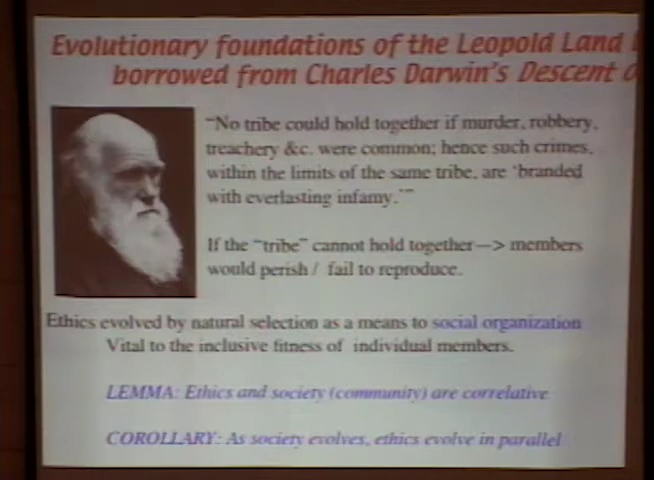 Evolutionary foundations of the Leopold Land
borrowed from Charles Darwin's Descent
"No tribe could hold together if murder, robbery,
treachery &c. were common; hence such crimes,
within the limits of the same tribe, are 'branded
with everlasting infamy.'"
If the "tribe" cannot hold together—> members
would perish / fail to reproduce.
Ethics evolved by natural selection as a means to social organization
Vital to the inclusive fitness of individual members.
LEMMA: Ethics and society (community) are correlative
COROLLARY: As society evolves, ethics evolve in parallel